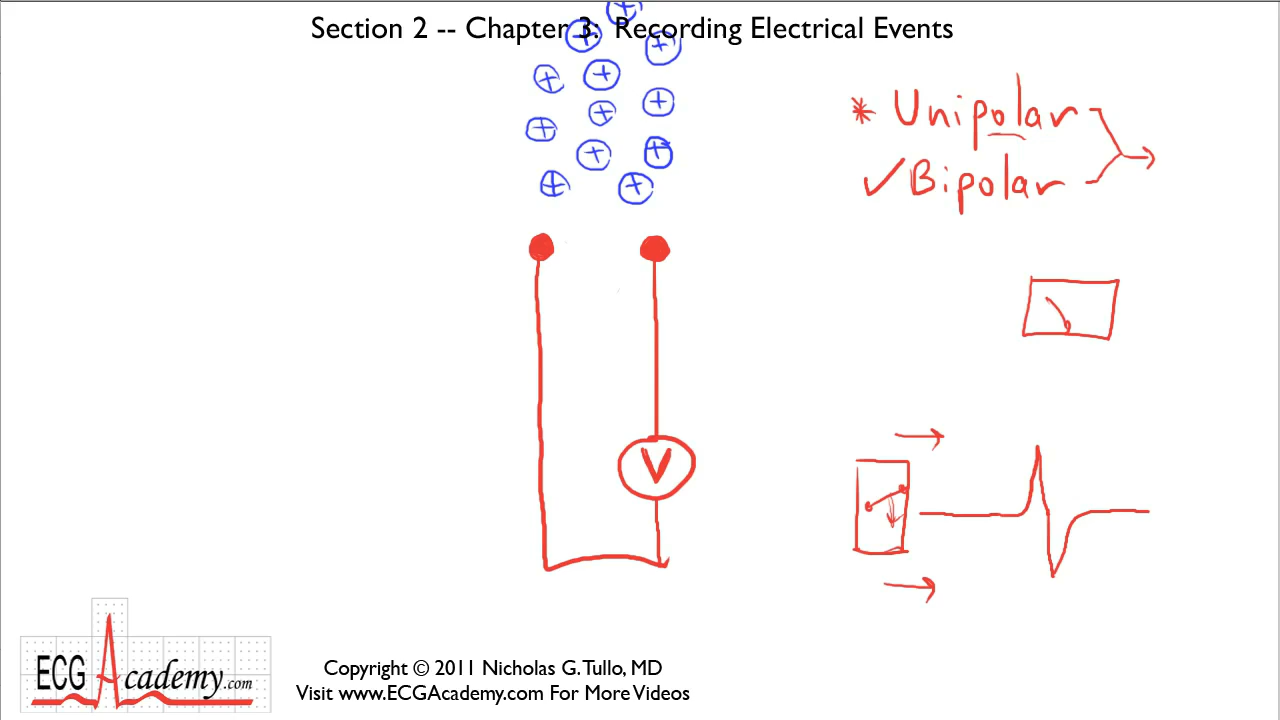 Section 2 -- Chapter 3: Recording Electrical Events
* Unipolar
✓ Bipolar
V
ECG Academy.com
Copyright © 2011 Nicholas G. Tullo, MD
Visit www.ECGAcademy.com For More Videos